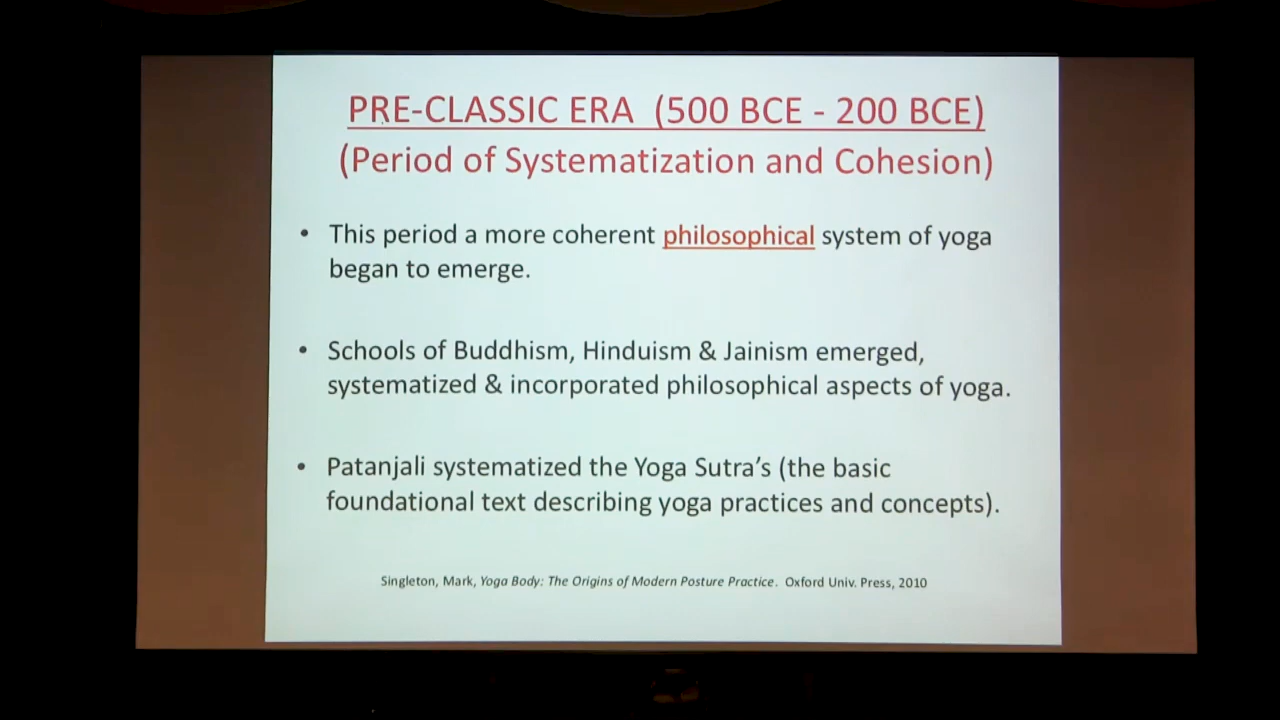 PRE-CLASSIC ERA (500 BCE - 200 BCE)
(Period of Systematization and Cohesion)
• This period a more coherent philosophical system of yoga
began to emerge.
• Schools of Buddhism, Hinduism & Jainism emerged,
systematized & incorporated philosophical aspects of yoga.
• Patanjali systematized the Yoga Sutra's (the basic
foundational text describing yoga practices and concepts).
Singleton, Mark, Yoga Body: The Origins of Modern Posture Practice. Oxford Univ. Press, 2010